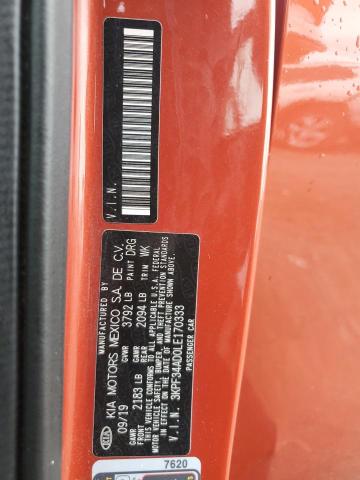 MANUFACTURED BY
KIA KIA MOTORS MEXICO S.A. DE C.V.
09/19 GVWR 3792 LB PAINT DRG
GAWR FRONT 2183 LB GAWR REAR 2094 LB TRIM WK
THIS VEHICLE CONFORMS TO ALL APPLICABLE U.S.A. FEDERAL
MOTOR VEHICLE SAFETY, BUMPER, AND THEFT PREVENTION STANDARDS
IN EFFECT ON THE DATE OF MANUFACTURE SHOWN ABOVE.
V.I.N. 3KPF34AD0LE170333
PASSENGER CAR
V.I.N.
7620